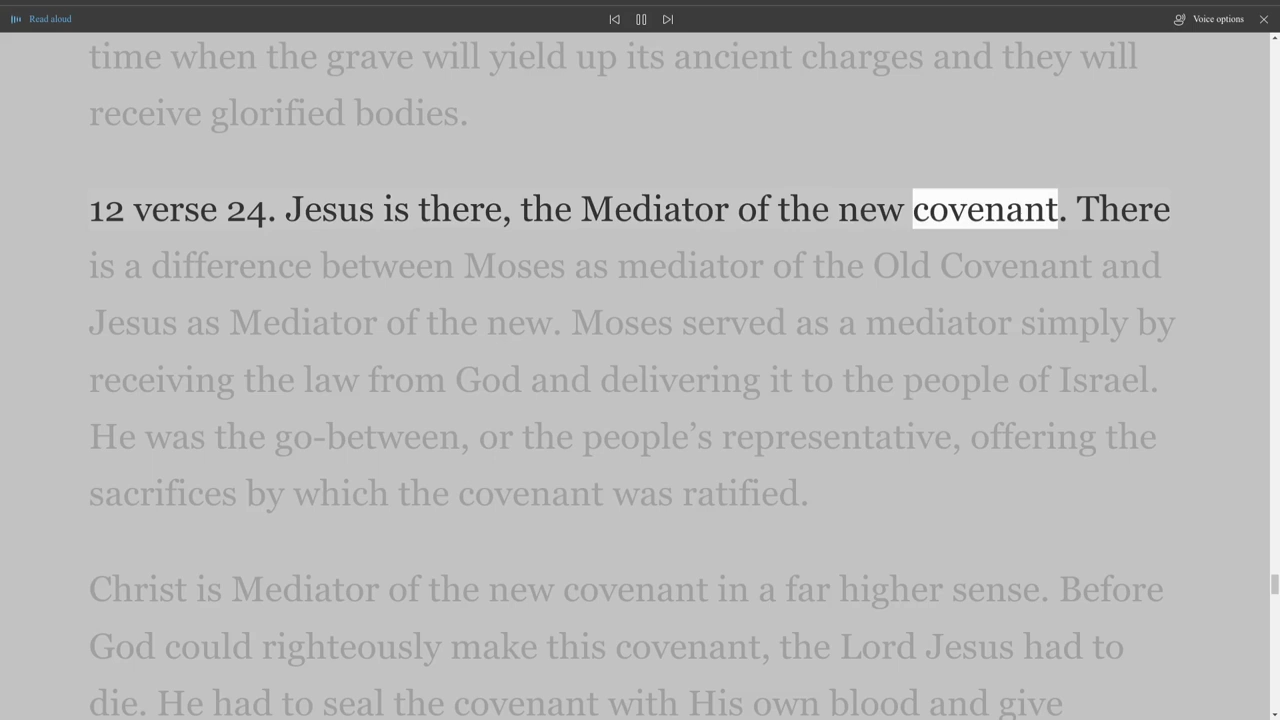 Read aloud
Voice options
time when the grave will yield up its ancient charges and they will
receive glorified bodies.
12 verse 24. Jesus is there, the Mediator of the new covenant. There
is a difference between Moses as mediator of the Old Covenant and
Jesus as Mediator of the new. Moses served as a mediator simply by
receiving the law from God and delivering it to the people of Israel.
He was the go-between, or the people’s representative, offering the
sacrifices by which the covenant was ratified.
Christ is Mediator of the new covenant in a far higher sense. Before
God could righteously make this covenant, the Lord Jesus had to
die. He had to seal the covenant with His own blood and give